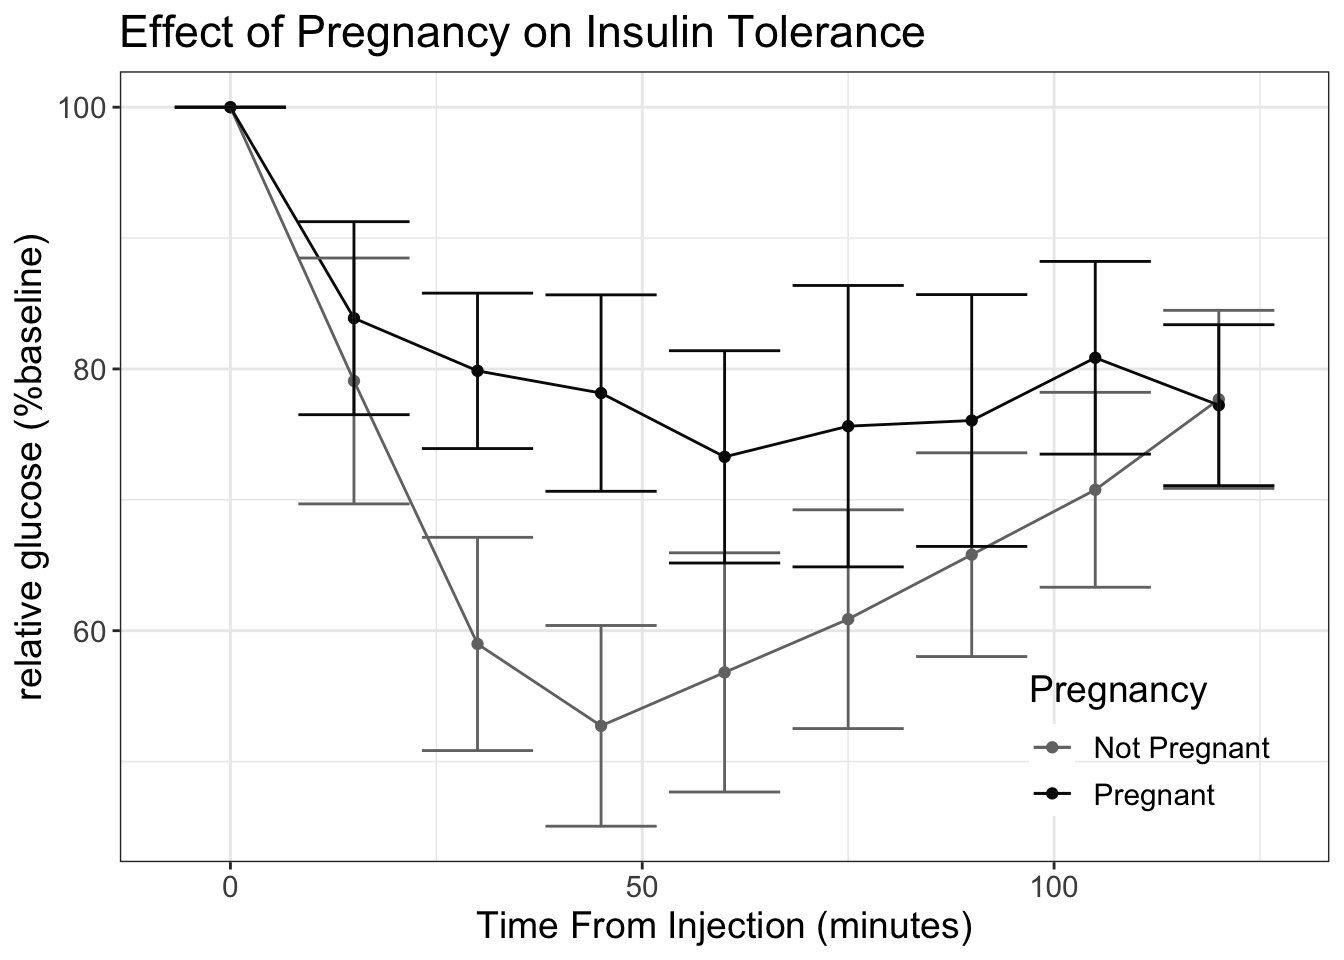 Effect of Pregnancy on Insulin Tolerance
relative glucose (%baseline)
100
80
60
0
50
100
Time From Injection (minutes)
Pregnancy
Not Pregnant
Pregnant